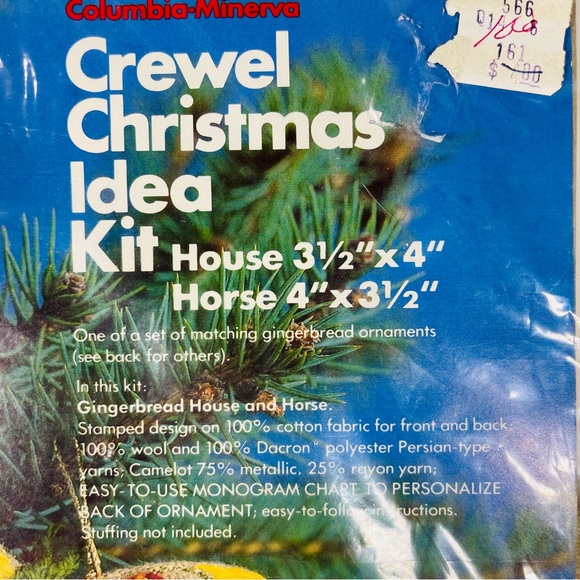 Columbia-Minerva
566
161
$ 1.00
Crewel
Christmas
Idea
Kit House 3½"x4"
Horse 4"x3½"
One of a set of matching gingerbread ornaments
(see back for others).
In this kit:
Gingerbread House and Horse.
Stamped design on 100% cotton fabric for front and back;
100% wool and 100% Dacron® polyester Persian-type
yarns; Camelot 75% metallic, 25% rayon yarn;
EASY-TO-USE MONOGRAM CHART TO PERSONALIZE
BACK OF ORNAMENT; easy-to-follow instructions.
Stuffing not included.